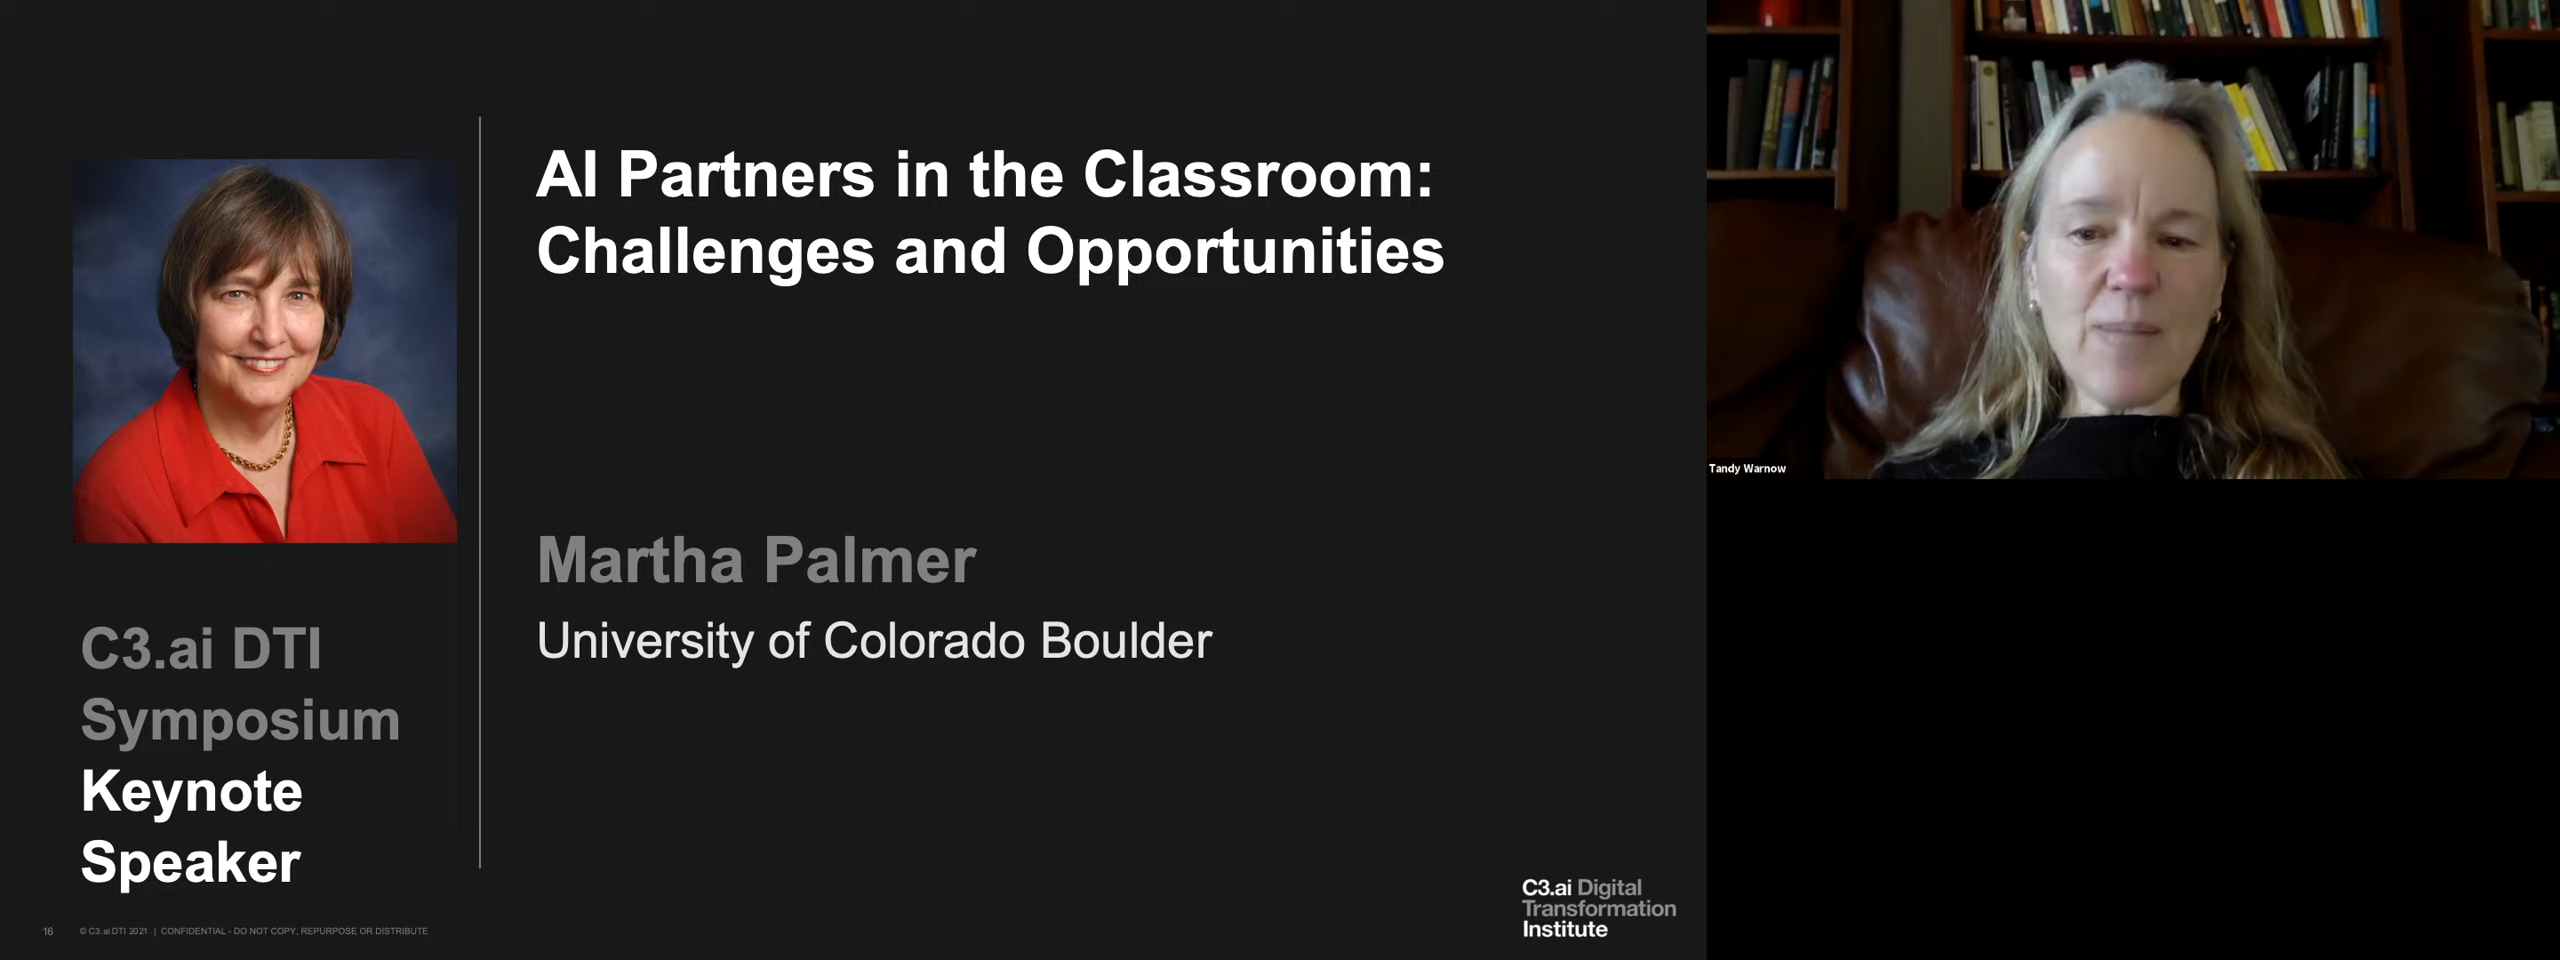 AI Partners in the Classroom:
Challenges and Opportunities
Martha Palmer
University of Colorado Boulder
C3.ai DTI
Symposium
Keynote
Speaker
16 © C3.ai DTI 2021 | CONFIDENTIAL - DO NOT COPY, REPURPOSE OR DISTRIBUTE
C3.ai Digital
Transformation
Institute
Tandy Warnow